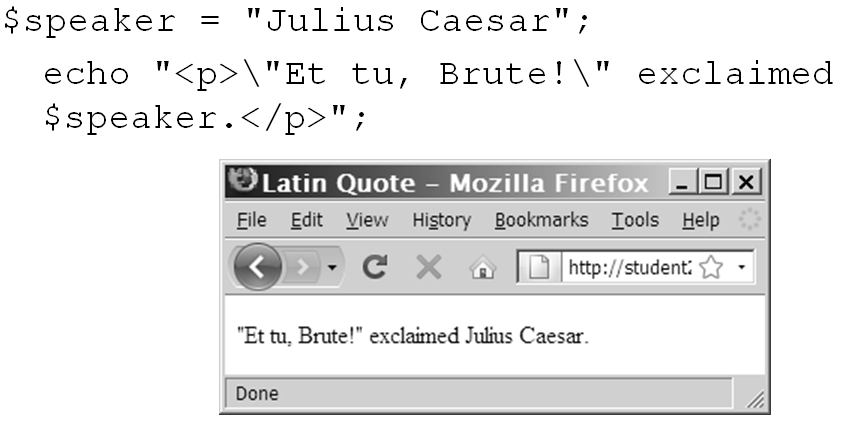 $speaker = "Julius Caesar";
echo "<p>\"Et tu, Brute!\" exclaimed
$speaker.</p>";
Latin Quote - Mozilla Firefox
File Edit View History Bookmarks Tools Help
http://student
"Et tu, Brute!" exclaimed Julius Caesar.
Done